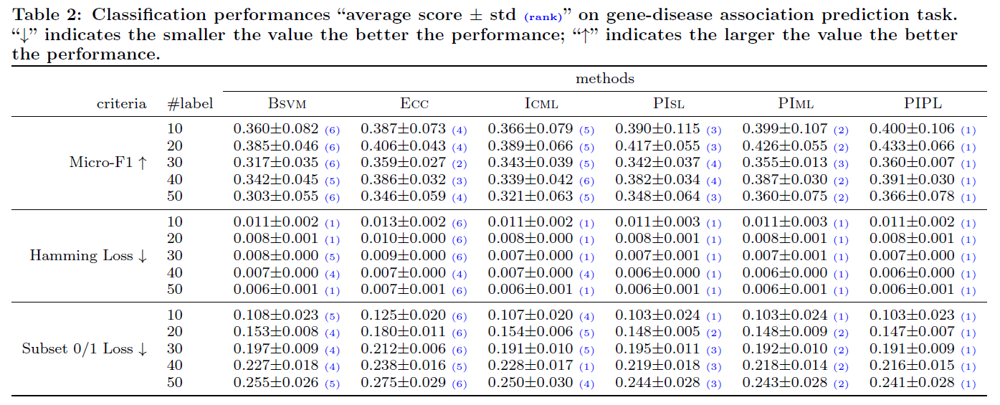 Table 2: Classification performances “average score ± std (rank)” on gene-disease association prediction task.
“↓” indicates the smaller the value the better the performance; “↑” indicates the larger the value the better
the performance.
methods
criteria #label BSVM ECC ICML PISL PIML PIPL
10 0.360±0.082 (6) 0.387±0.073 (4) 0.366±0.079 (5) 0.390±0.115 (3) 0.399±0.107 (2) 0.400±0.106 (1)
20 0.385±0.046 (6) 0.406±0.043 (4) 0.389±0.066 (5) 0.417±0.055 (3) 0.426±0.055 (2) 0.433±0.066 (1)
Micro-F1 ↑ 30 0.317±0.035 (6) 0.359±0.027 (2) 0.343±0.039 (5) 0.342±0.037 (4) 0.355±0.013 (3) 0.360±0.007 (1)
40 0.342±0.045 (5) 0.386±0.032 (3) 0.339±0.042 (6) 0.382±0.034 (4) 0.387±0.030 (2) 0.391±0.030 (1)
50 0.303±0.055 (6) 0.346±0.059 (4) 0.321±0.063 (5) 0.348±0.064 (3) 0.360±0.075 (2) 0.366±0.078 (1)
10 0.011±0.002 (1) 0.013±0.002 (6) 0.011±0.002 (1) 0.011±0.003 (1) 0.011±0.003 (1) 0.011±0.002 (1)
20 0.008±0.001 (1) 0.010±0.000 (6) 0.008±0.000 (1) 0.008±0.001 (1) 0.008±0.001 (1) 0.008±0.001 (1)
Hamming Loss ↓ 30 0.008±0.000 (5) 0.009±0.000 (6) 0.007±0.000 (1) 0.007±0.001 (1) 0.007±0.001 (1) 0.007±0.000 (1)
40 0.007±0.000 (4) 0.007±0.000 (4) 0.007±0.000 (4) 0.006±0.000 (1) 0.006±0.000 (1) 0.006±0.000 (1)
50 0.006±0.001 (1) 0.007±0.001 (6) 0.006±0.001 (1) 0.006±0.001 (1) 0.006±0.001 (1) 0.006±0.001 (1)
10 0.108±0.023 (5) 0.125±0.020 (6) 0.107±0.020 (4) 0.103±0.024 (1) 0.103±0.024 (1) 0.103±0.023 (1)
20 0.153±0.008 (4) 0.180±0.011 (6) 0.154±0.006 (5) 0.148±0.005 (2) 0.148±0.009 (2) 0.147±0.007 (1)
Subset 0/1 Loss ↓ 30 0.197±0.009 (4) 0.212±0.006 (6) 0.191±0.010 (5) 0.195±0.011 (3) 0.192±0.010 (2) 0.191±0.009 (1)
40 0.227±0.018 (4) 0.238±0.016 (5) 0.228±0.017 (1) 0.219±0.018 (3) 0.218±0.014 (2) 0.216±0.015 (1)
50 0.255±0.026 (5) 0.275±0.029 (6) 0.250±0.030 (4) 0.244±0.028 (3) 0.243±0.028 (2) 0.241±0.028 (1)